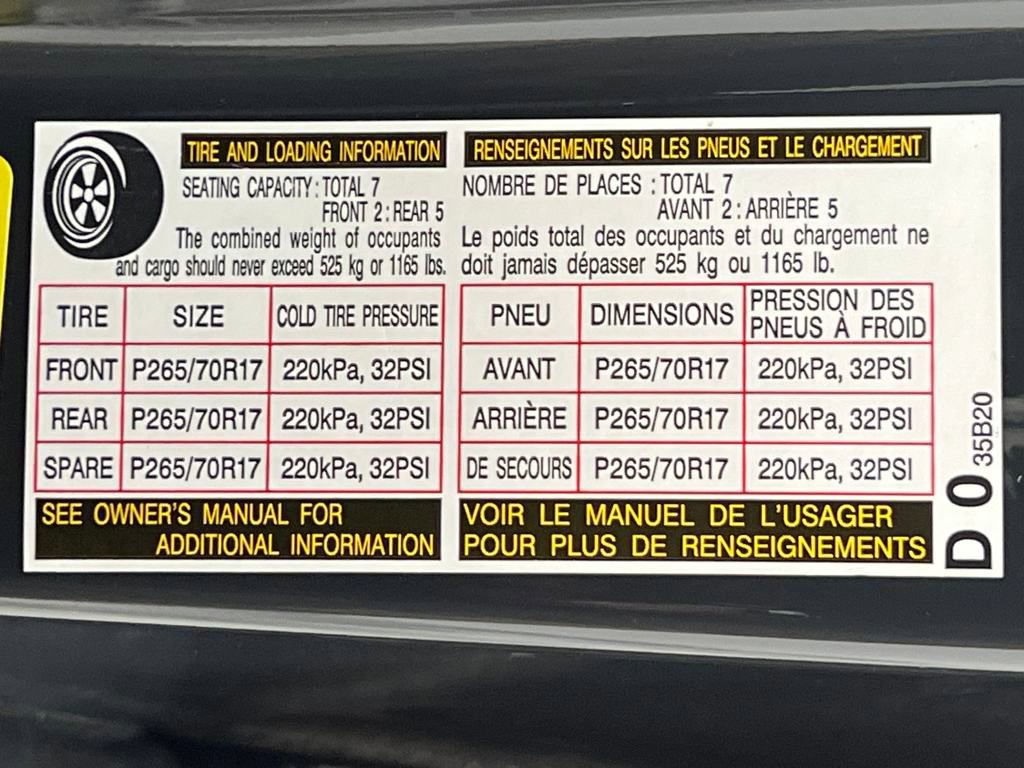 TIRE AND LOADING INFORMATION
SEATING CAPACITY: TOTAL 7
FRONT 2: REAR 5
The combined weight of occupants
and cargo should never exceed 525 kg or 1165 lbs.
TIRE SIZE COLD TIRE PRESSURE
FRONT P265/70R17 220kPa, 32PSI
REAR P265/70R17 220kPa, 32PSI
SPARE P265/70R17 220kPa, 32PSI
SEE OWNER'S MANUAL FOR
ADDITIONAL INFORMATION
RENSEIGNEMENTS SUR LES PNEUS ET LE CHARGEMENT
NOMBRE DE PLACES : TOTAL 7
AVANT 2: ARRIÈRE 5
Le poids total des occupants et du chargement ne
doit jamais dépasser 525 kg ou 1165 lb.
PNEU DIMENSIONS PRESSION DES
PNEUS À FROID
AVANT P265/70R17 220kPa, 32PSI
ARRIÈRE P265/70R17 220kPa, 32PSI
DE SECOURS P265/70R17 220kPa, 32PSI
VOIR LE MANUEL DE L'USAGER
POUR PLUS DE RENSEIGNEMENTS
D 0 35B20